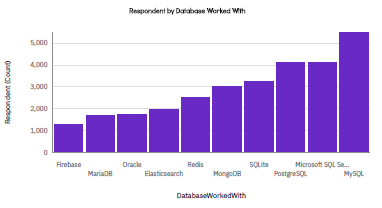 Respondent by Database Worked With
Respondent (Count)
5,000
4,000
3,000
2,000
1,000
0
Firebase
MariaDB
Oracle
Elasticsearch
Redis
MongoDB
SQLite
PostgreSQL
Microsoft SQL Se...
MySQL
DatabaseWorkedWith